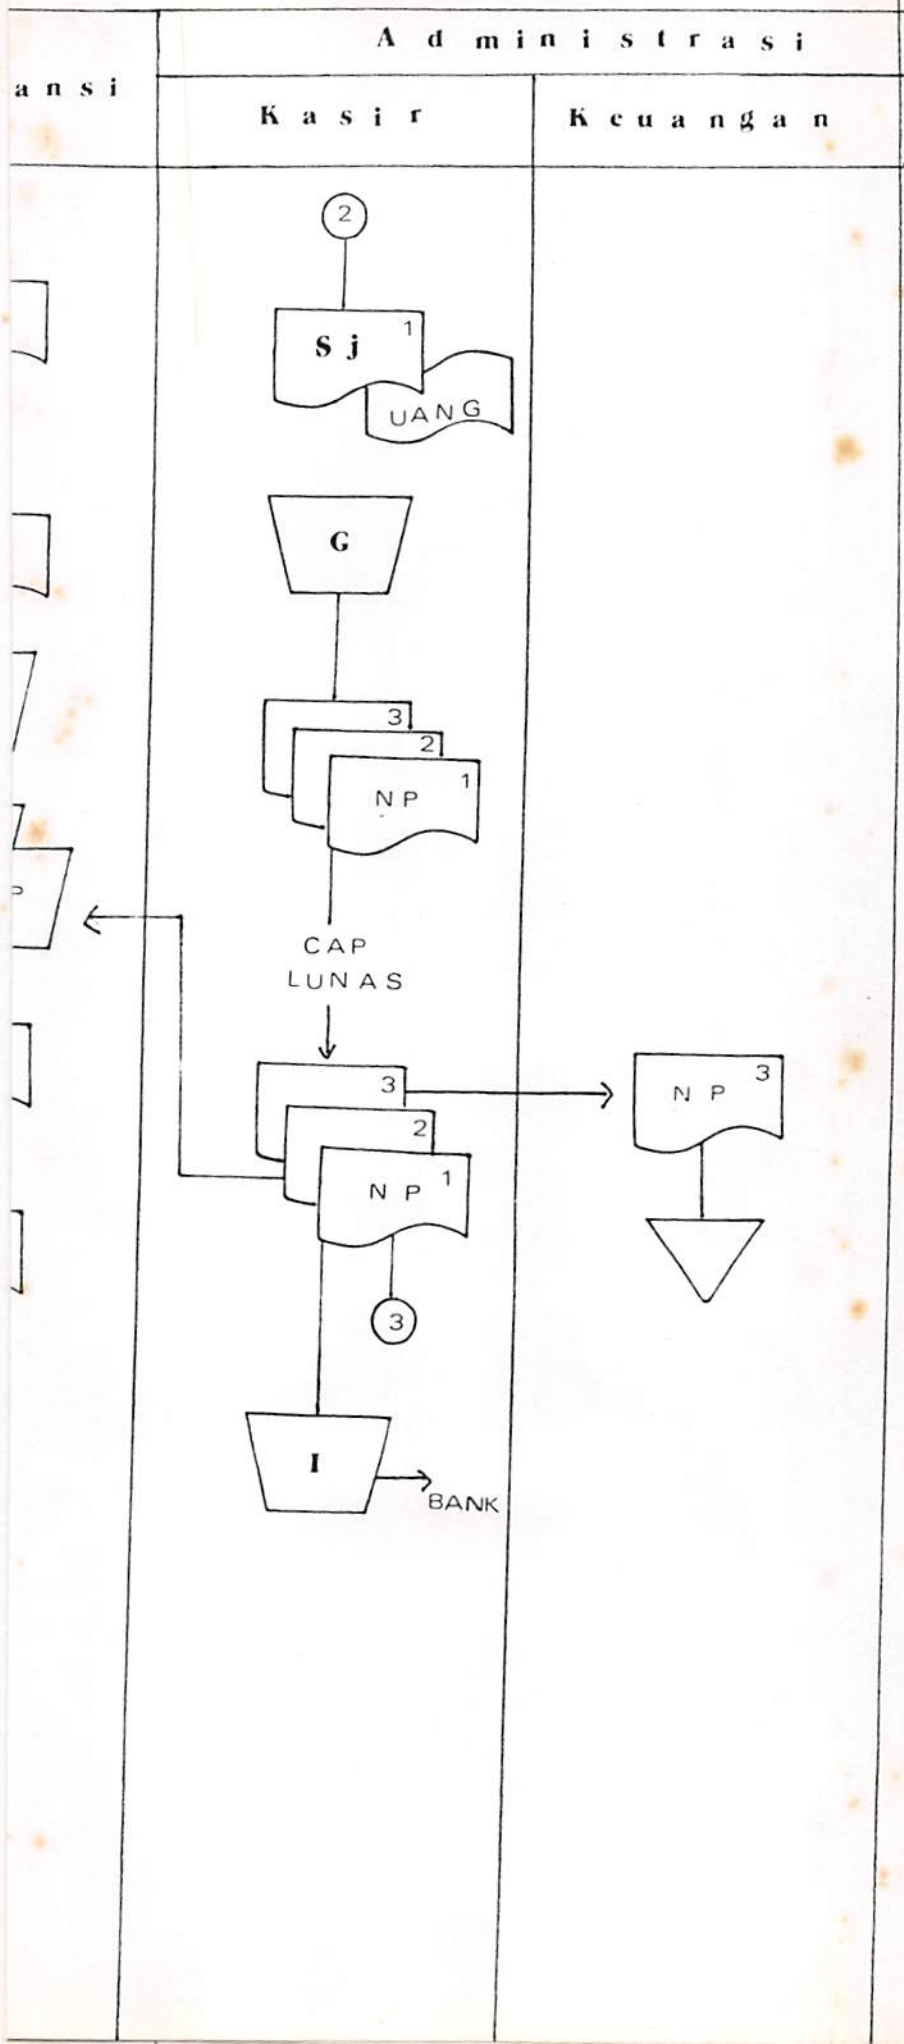 A d m i n i s t r a s i
a n s i
K a s i r
K e u a n g a n
2
S j 1
UANG
G
3
2
1
N P
P
CAP
LUNAS
3
2
N P 1
N P 3
3
I
BANK